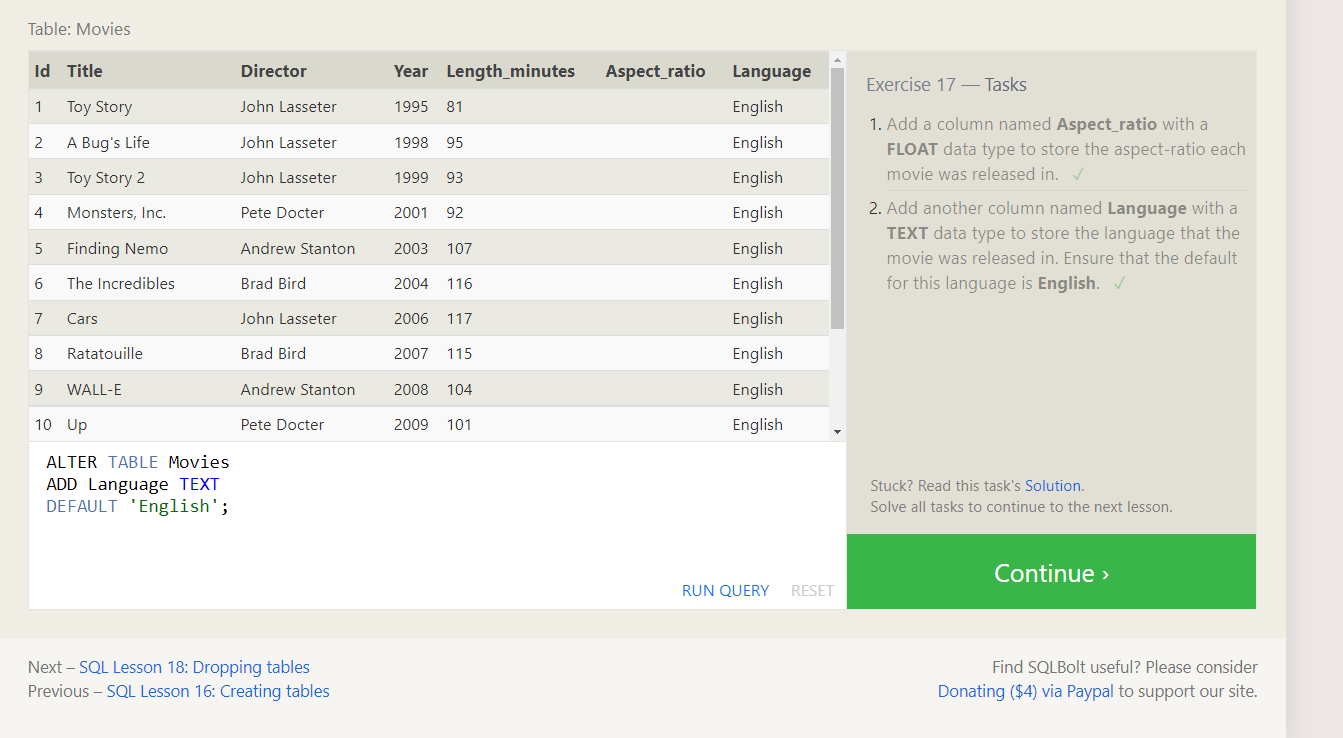 Table: Movies
Id Title Director Year Length_minutes Aspect_ratio Language
1 Toy Story John Lasseter 1995 81 English
2 A Bug's Life John Lasseter 1998 95 English
3 Toy Story 2 John Lasseter 1999 93 English
4 Monsters, Inc. Pete Docter 2001 92 English
5 Finding Nemo Andrew Stanton 2003 107 English
6 The Incredibles Brad Bird 2004 116 English
7 Cars John Lasseter 2006 117 English
8 Ratatouille Brad Bird 2007 115 English
9 WALL-E Andrew Stanton 2008 104 English
10 Up Pete Docter 2009 101 English
ALTER TABLE Movies
ADD Language TEXT
DEFAULT 'English';
RUN QUERY RESET
Exercise 17 — Tasks
1. Add a column named Aspect_ratio with a
FLOAT data type to store the aspect-ratio each
movie was released in. ✓
2. Add another column named Language with a
TEXT data type to store the language that the
movie was released in. Ensure that the default
for this language is English. ✓
Stuck? Read this task's Solution.
Solve all tasks to continue to the next lesson.
Continue ›
Next – SQL Lesson 18: Dropping tables
Previous – SQL Lesson 16: Creating tables
Find SQLBolt useful? Please consider
Donating ($4) via Paypal to support our site.